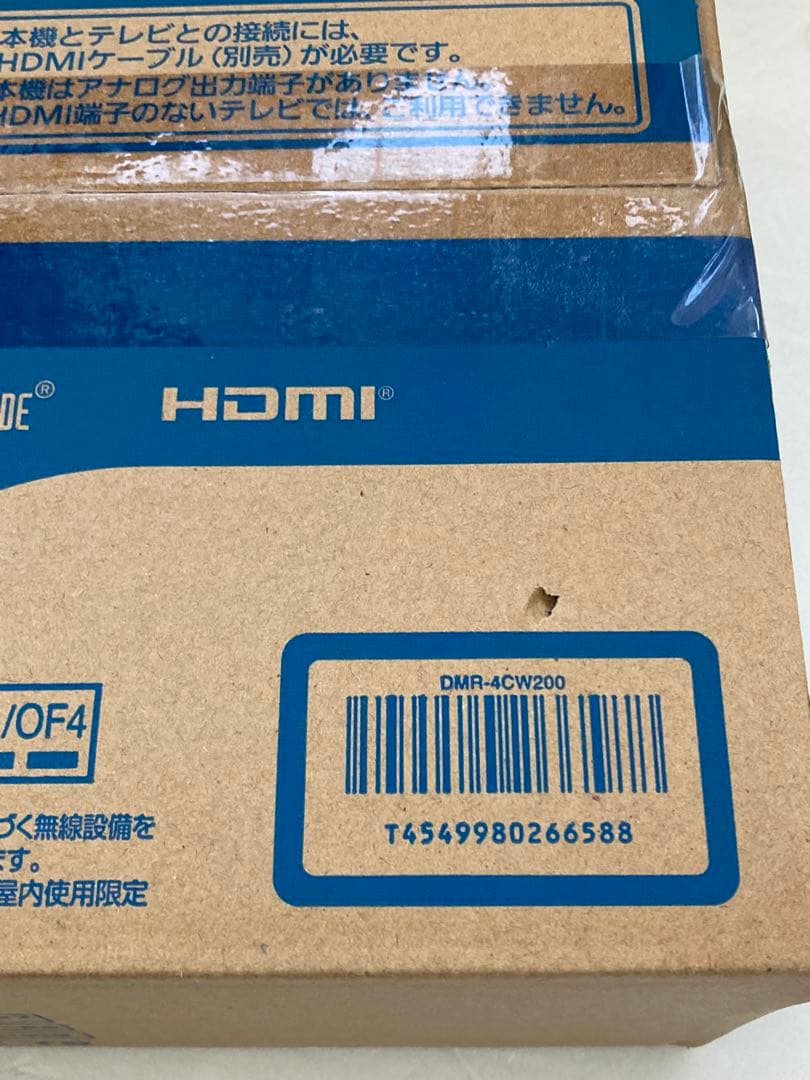 本機とテレビとの接続には、
HDMIケーブル（別売）が必要です。
本機はアナログ出力端子がありません。
HDMI端子のないテレビでは、ご利用できません。
DE®
HDMI®
DMR-4CW200
/OF4
T4549980266588
づく無線設備を
ます。
屋内使用限定